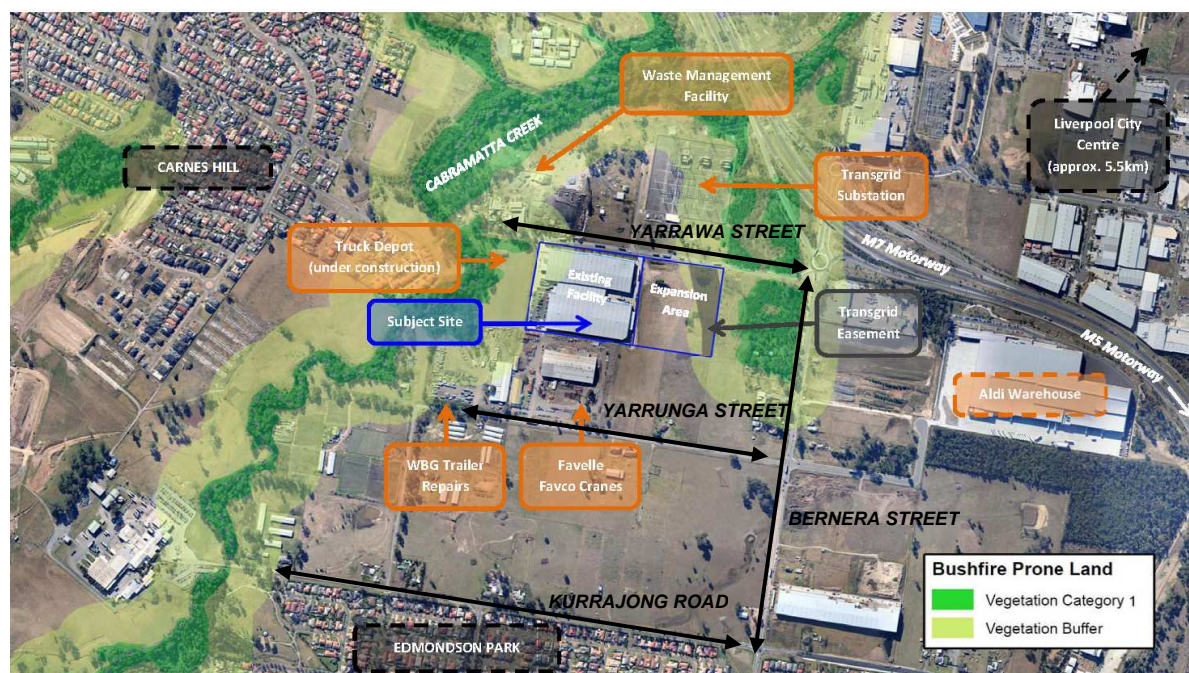 Waste Management
Facility
CABRAMATTA CREEK
Liverpool City
Centre
(approx. 5.5km)
CARNES HILL
Transgrid
Substation
YARRAWA STREET
M7 Motorway
Truck Depot
(under construction)
Existing
Facility
Expansion
Area
Subject Site
Transgrid
Easement
M5 Motorway
Aldi Warehouse
YARRUNGA STREET
WBG Trailer
Repairs
Favelle
Favco Cranes
BERNERA STREET
Bushfire Prone Land
Vegetation Category 1
Vegetation Buffer
KURRAJONG ROAD
EDMONDSON PARK